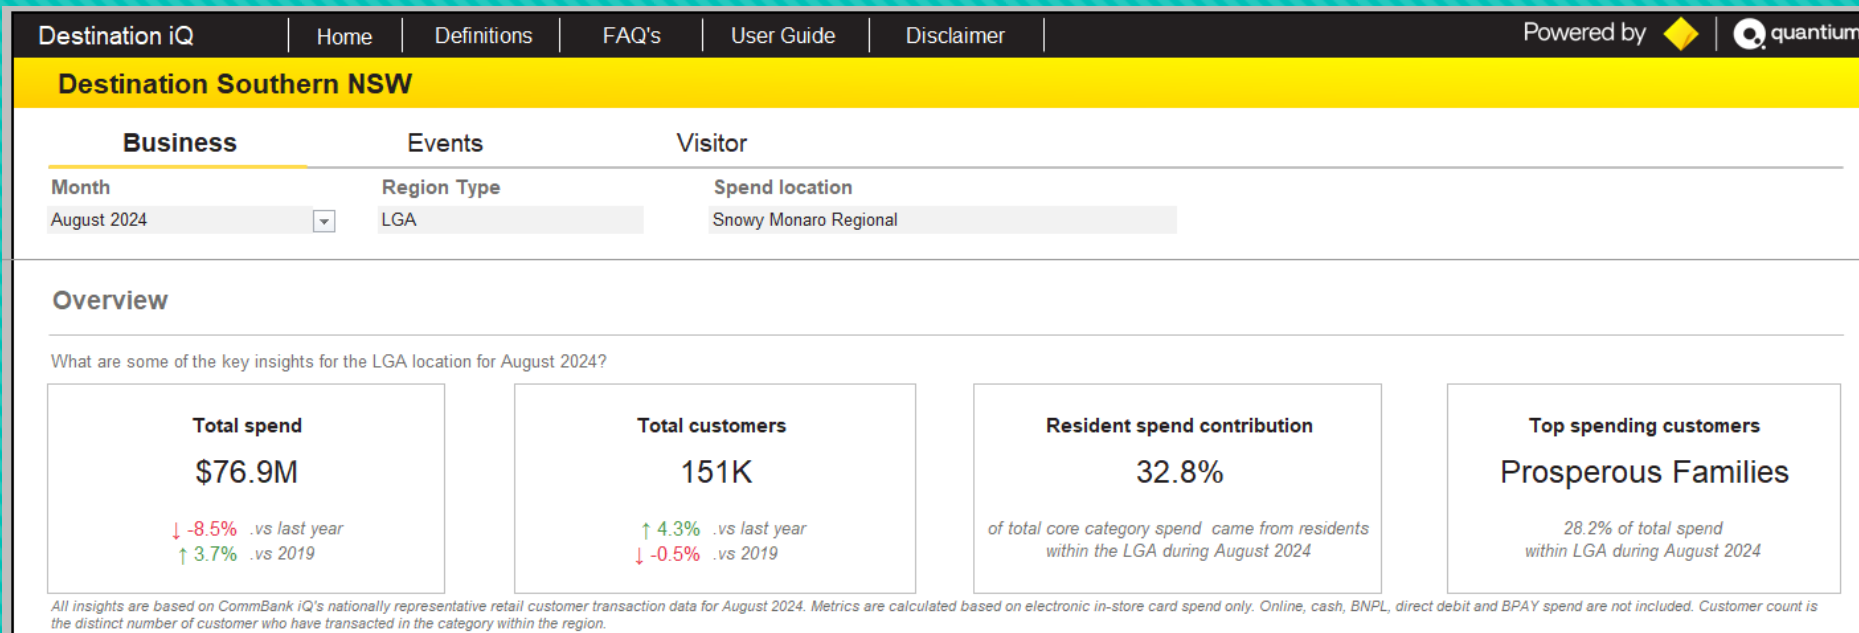 Destination iQ Home Definitions FAQ's User Guide Disclaimer Powered by quantium
Destination Southern NSW
Business Events Visitor
Month Region Type Spend location
August 2024 LGA Snowy Monaro Regional
Overview
What are some of the key insights for the LGA location for August 2024?
Total spend
$76.9M
↓ -8.5% .vs last year
↑ 3.7% .vs 2019
Total customers
151K
↑ 4.3% .vs last year
↓ -0.5% .vs 2019
Resident spend contribution
32.8%
of total core category spend came from residents
within the LGA during August 2024
Top spending customers
Prosperous Families
28.2% of total spend
within LGA during August 2024
All insights are based on CommBank iQ's nationally representative retail customer transaction data for August 2024. Metrics are calculated based on electronic in-store card spend only. Online, cash, BNPL, direct debit and BPAY spend are not included. Customer count is
the distinct number of customer who have transacted in the category within the region.